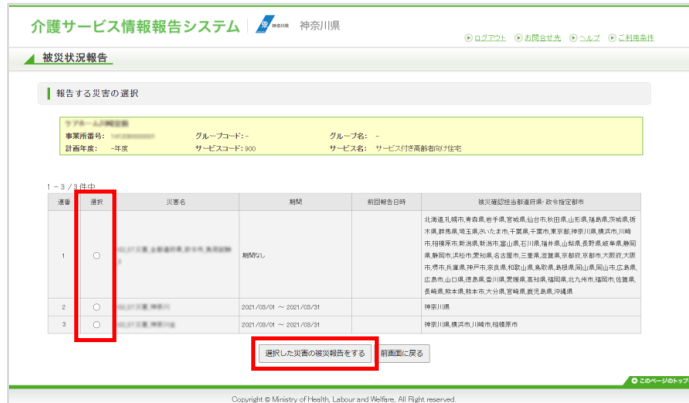 介護サービス情報報告システム 神奈川県 神奈川県
ログアウト お問合せ先 ヘルプ ご利用条件
被災状況報告
報告する災害の選択
事業所番号: グループコード: - グループ名: -
計画年度: -年度 サービスコード: 900 サービス名: サービス付き高齢者向け住宅
1 - 3 / 3件中
連番 選択 災害名 期間 前回報告日時 被災確認担当都道府県・政令指定都市
北海道,札幌市,青森県,岩手県,宮城県,仙台市,秋田県,山形県,福島県,茨城県,栃
木県,群馬県,埼玉県,さいたま市,千葉県,千葉市,東京都,神奈川県,横浜市,川崎
市,相模原市,新潟県,新潟市,富山県,石川県,福井県,山梨県,長野県,岐阜県,静岡
1 期間なし 県,静岡市,浜松市,愛知県,名古屋市,三重県,滋賀県,京都府,京都市,大阪府,大阪
市,堺市,兵庫県,神戸市,奈良県,和歌山県,鳥取県,島根県,岡山県,岡山市,広島県,
広島市,山口県,徳島県,香川県,愛媛県,高知県,福岡県,北九州市,福岡市,佐賀県,
長崎県,熊本県,熊本市,大分県,宮崎県,鹿児島県,沖縄県
2 2021/03/01 ～ 2021/03/31 神奈川県
3 2021/03/01 ～ 2021/03/31 神奈川県,横浜市,川崎市,相模原市
選択した災害の被災報告をする 前画面に戻る
このページのトップ
Copyright © Ministry of Health, Labour and Welfare, All Right reserved.